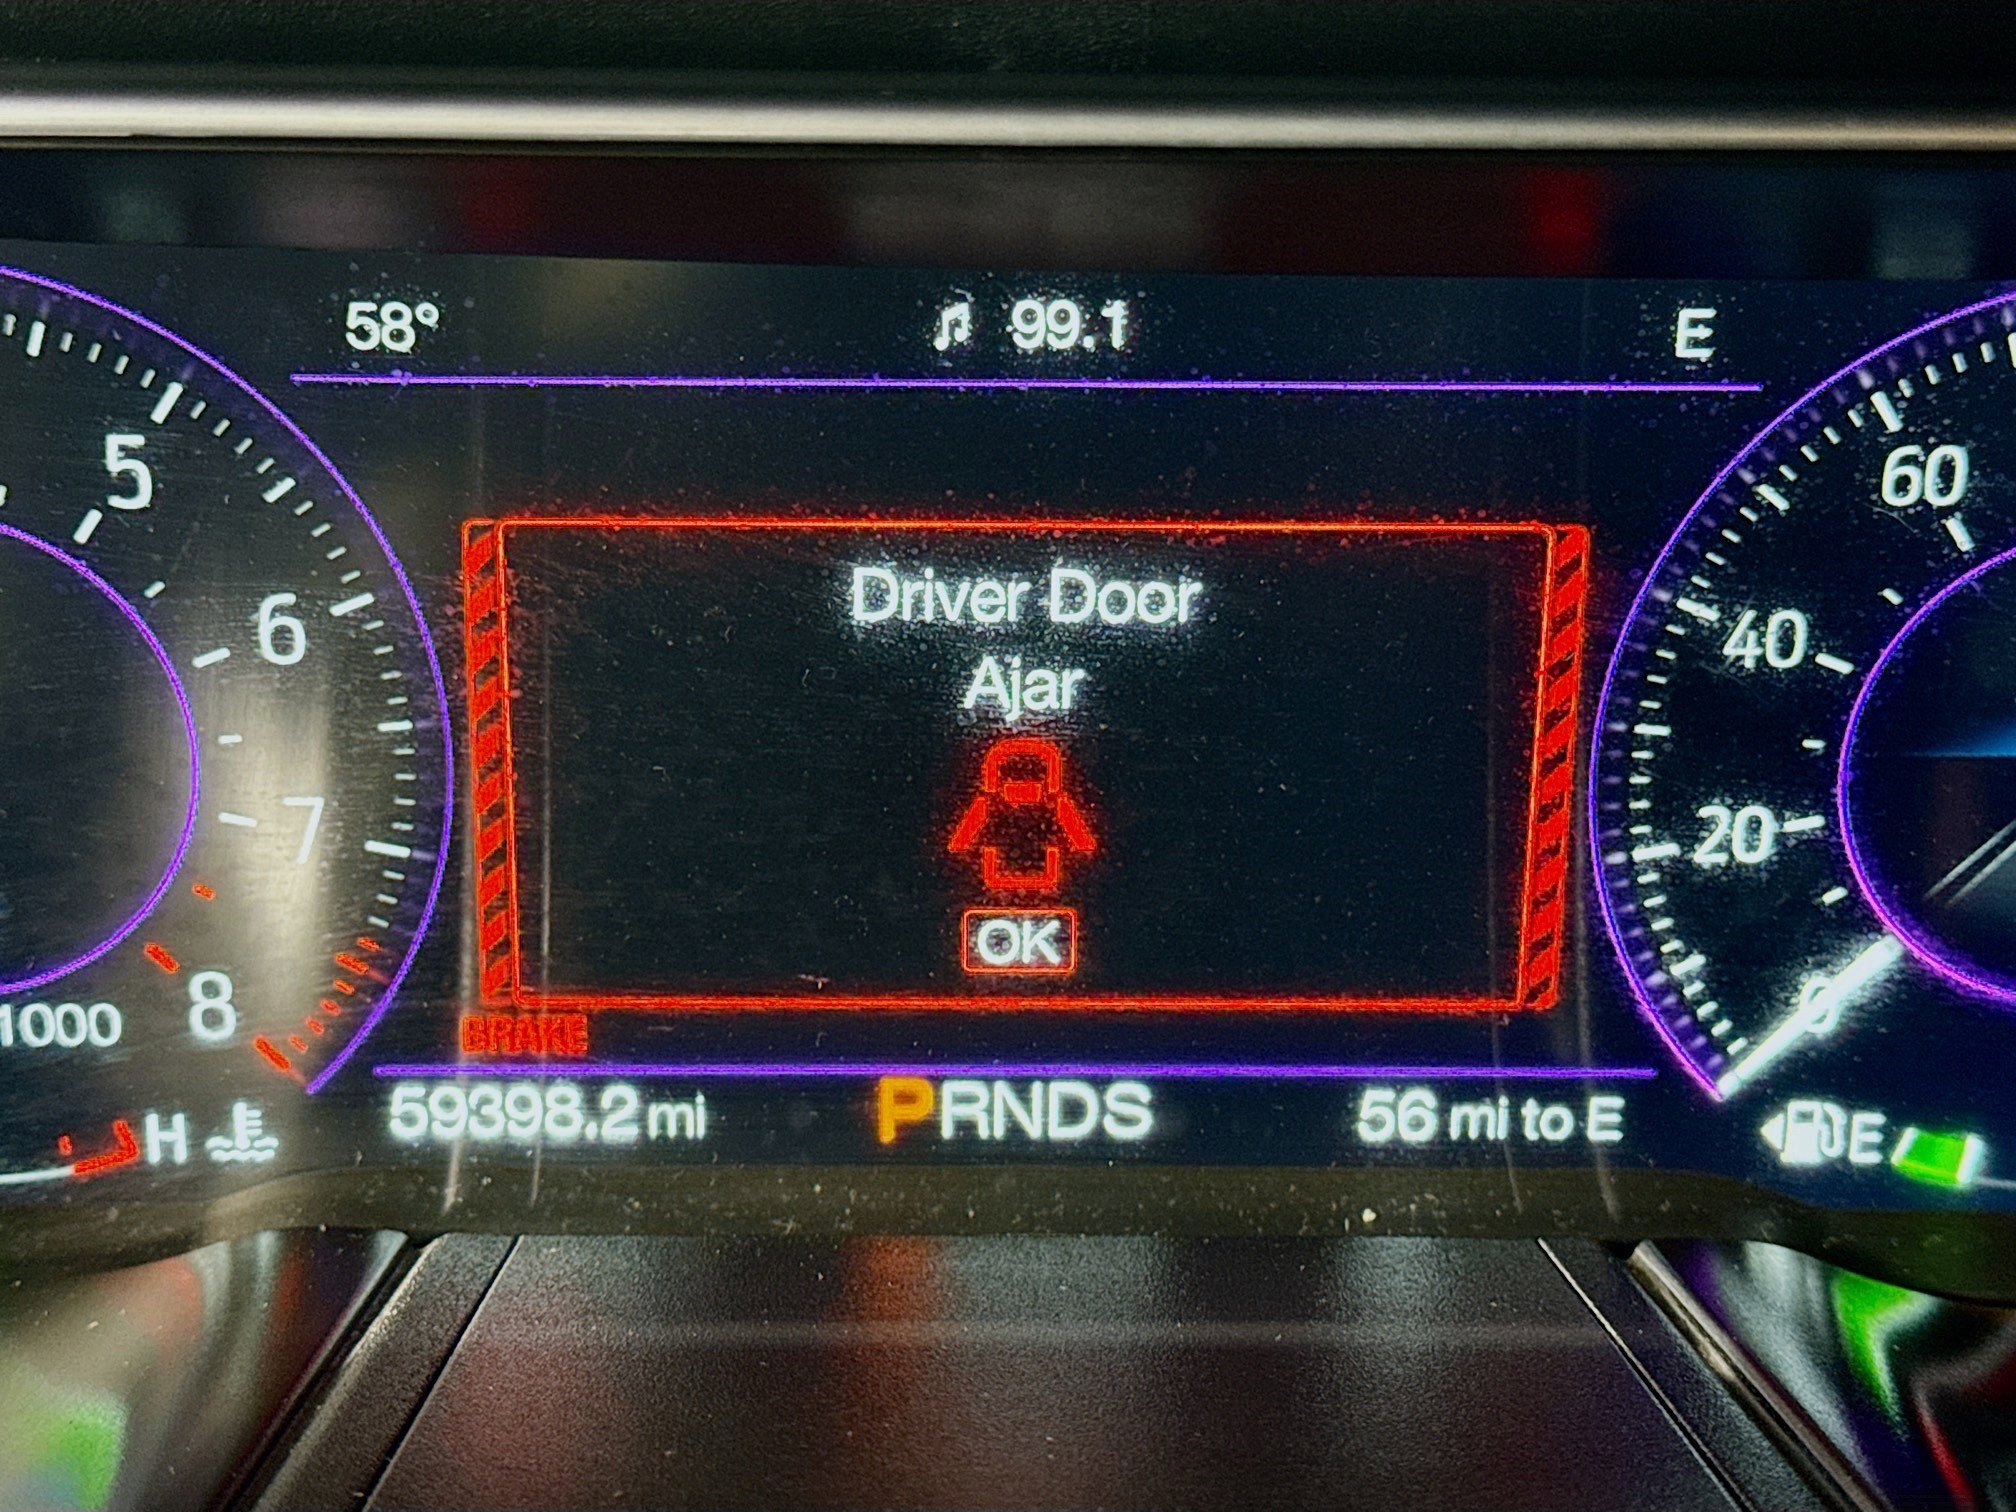 58° 99.1 E
5
60
6
40
7
20
8
0
1000
Driver Door
Ajar
OK
BRAKE
59398.2 mi PRNDS 56 mi to E
H
E